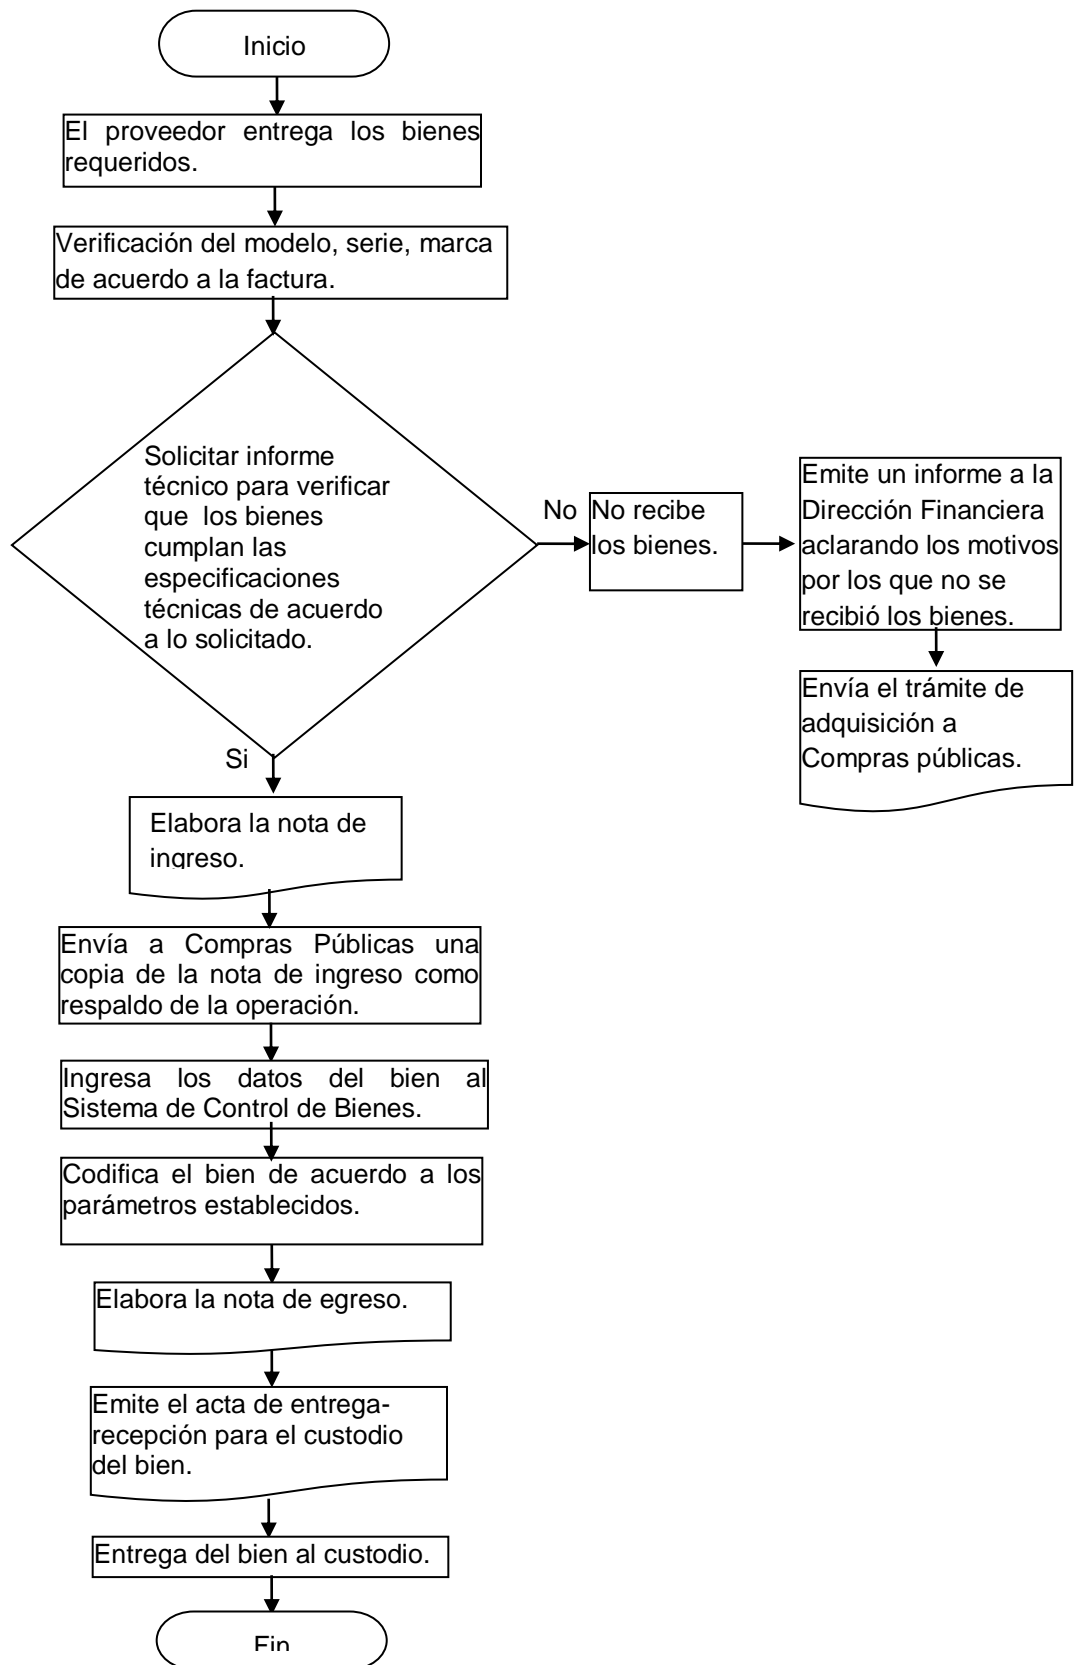 Inicio
El proveedor entrega los bienes
requeridos.
Verificación del modelo, serie, marca
de acuerdo a la factura.
Solicitar informe
técnico para verificar
que los bienes
cumplan las
especificaciones
técnicas de acuerdo
a lo solicitado.
No
No recibe
los bienes.
Emite un informe a la
Dirección Financiera
aclarando los motivos
por los que no se
recibió los bienes.
Envía el trámite de
adquisición a
Compras públicas.
Si
Elabora la nota de
ingreso.
Envía a Compras Públicas una
copia de la nota de ingreso como
respaldo de la operación.
Ingresa los datos del bien al
Sistema de Control de Bienes.
Codifica el bien de acuerdo a los
parámetros establecidos.
Elabora la nota de egreso.
Emite el acta de entrega-
recepción para el custodio
del bien.
Entrega del bien al custodio.
Fin